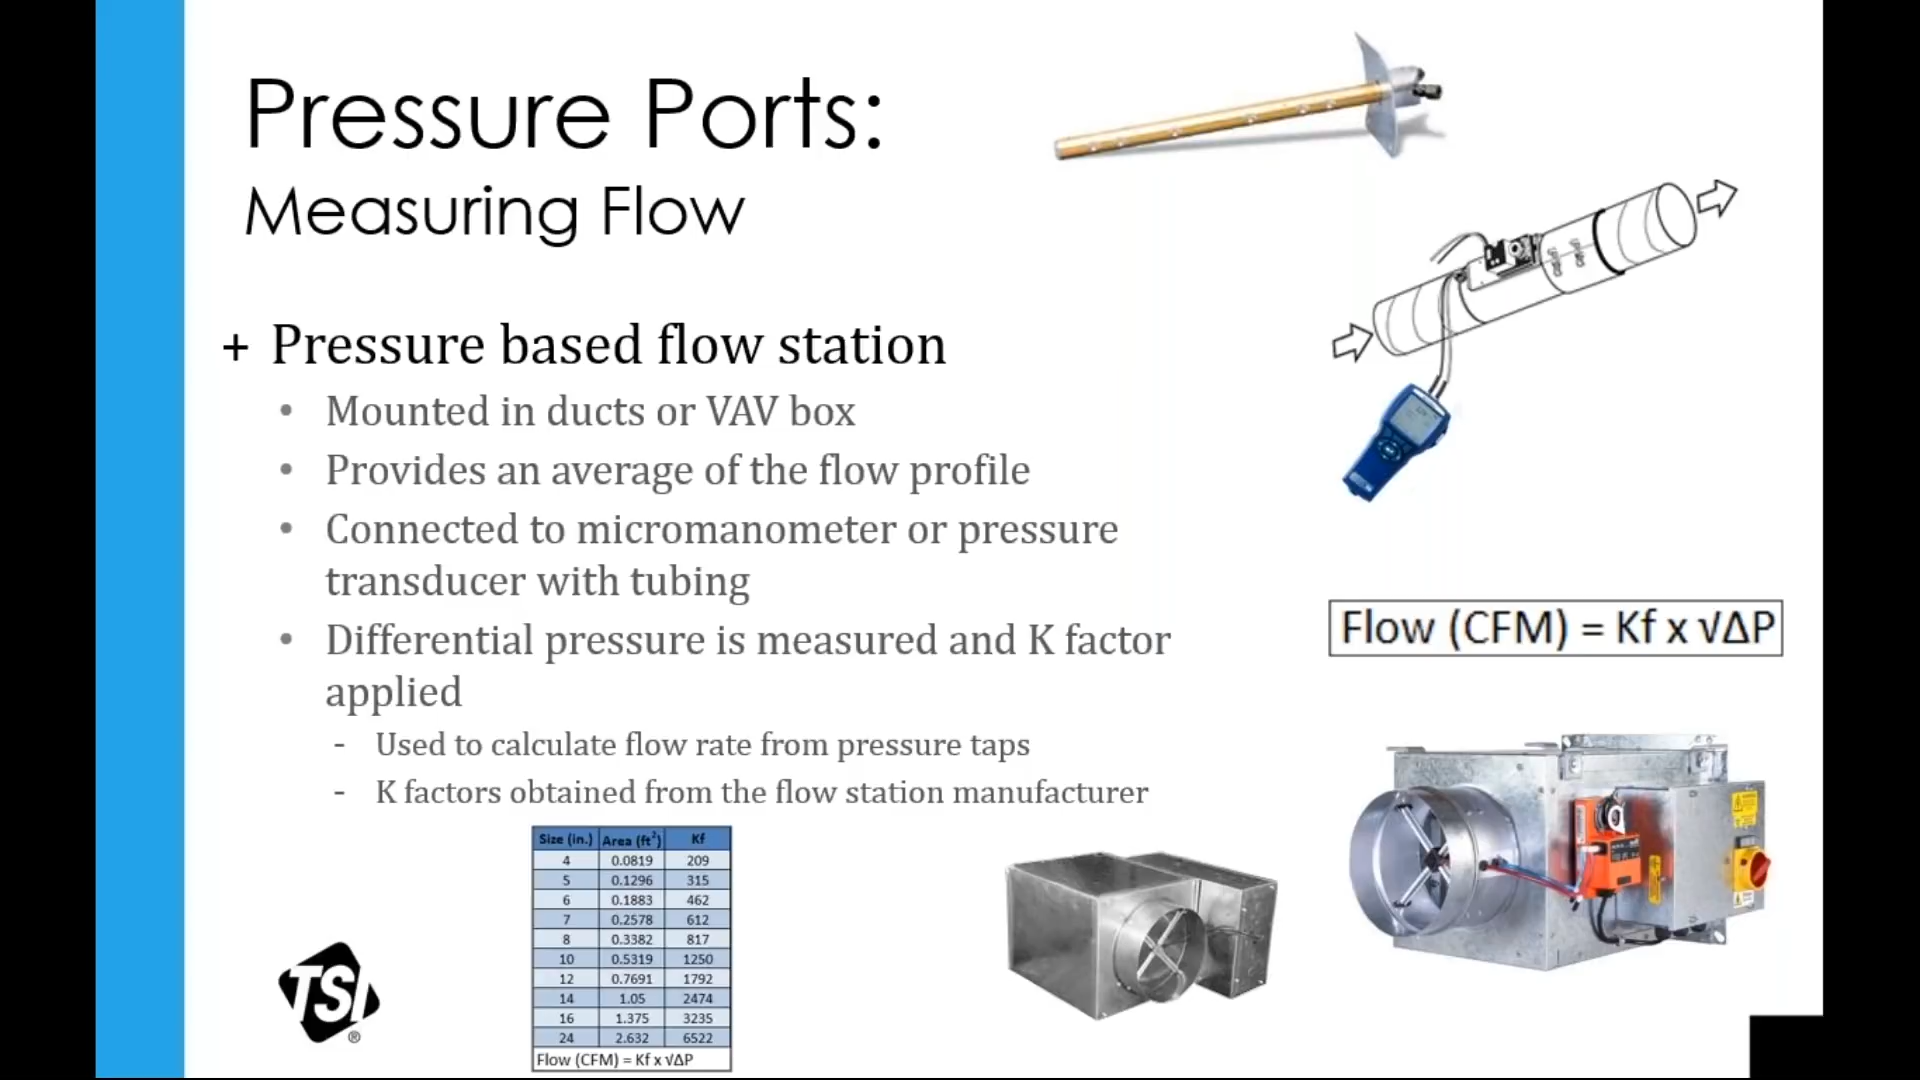 Pressure Ports:
Measuring Flow
+ Pressure based flow station
• Mounted in ducts or VAV box
• Provides an average of the flow profile
• Connected to micromanometer or pressure
transducer with tubing
• Differential pressure is measured and K factor
applied
- Used to calculate flow rate from pressure taps
- K factors obtained from the flow station manufacturer
Flow (CFM) = Kf x √ΔP
Size (in.) Area (ft²) Kf
4 0.0819 209
5 0.1296 315
6 0.1883 462
7 0.2578 612
8 0.3382 817
10 0.5319 1250
12 0.7691 1792
14 1.05 2474
16 1.375 3235
24 2.632 6522
Flow (CFM) = Kf x √ΔP
TSI®